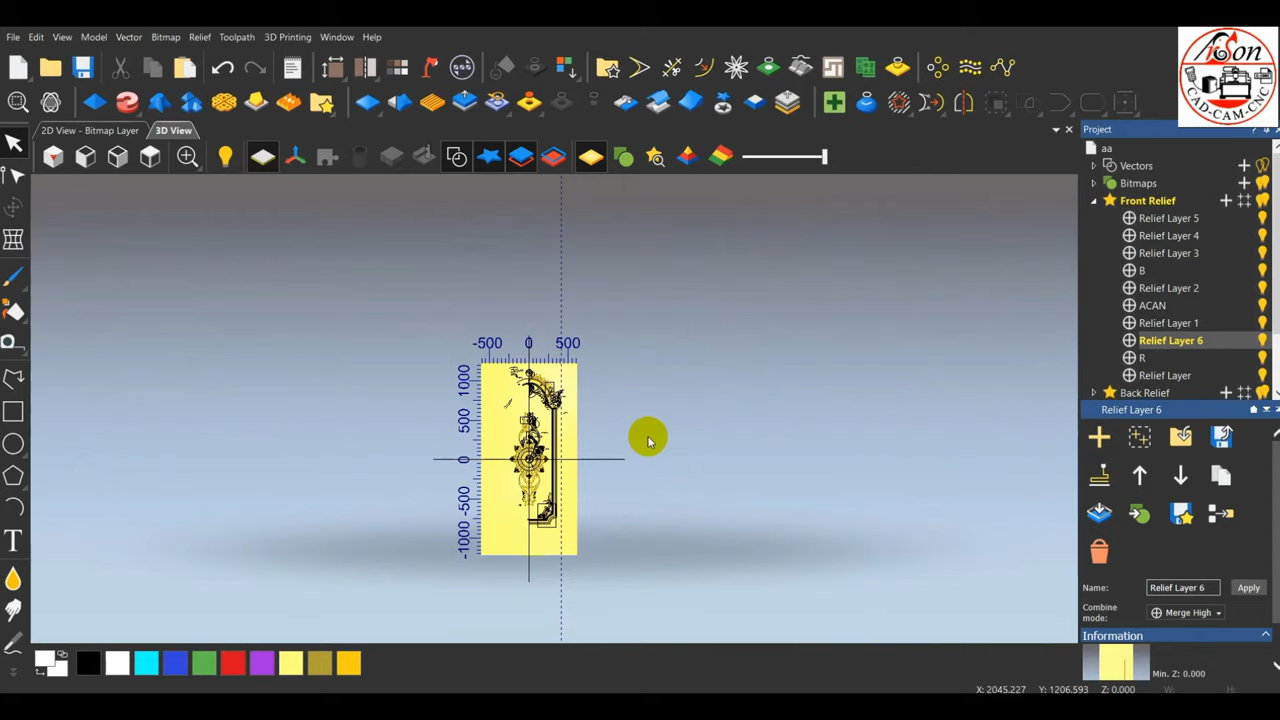 File Edit View Model Vector Bitmap Relief Toolpath 3D Printing Window Help
ArSon
CAD-CAM-CNC
2D View - Bitmap Layer 3D View
Project
aa
Vectors
Bitmaps
Front Relief
Relief Layer 5
Relief Layer 4
Relief Layer 3
B
Relief Layer 2
ACAN
Relief Layer 1
Relief Layer 6
R
Relief Layer
Back Relief
Relief Layer 6
-500 0 500
1000
500
0
-500
-1000
Name: Relief Layer 6 Apply
Combine
mode: Merge High
Information
Min. Z: 0.000
X: 2045.227 Y: 1206.593 Z: 0.000 W: H: